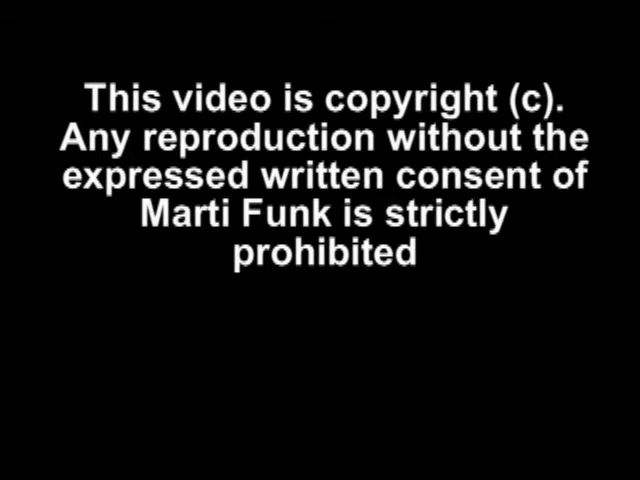 This video is copyright (c).
Any reproduction without the
expressed written consent of
Marti Funk is strictly
prohibited